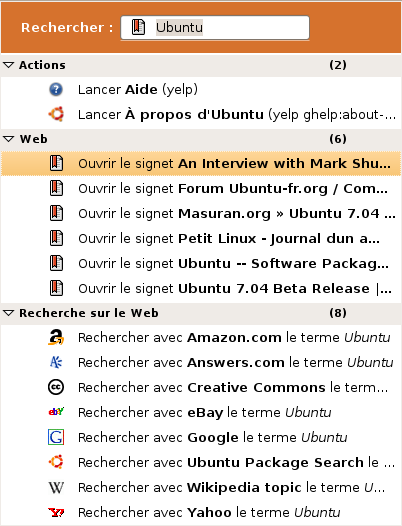 Rechercher : Ubuntu
Actions (2)
Lancer Aide (yelp)
Lancer À propos d'Ubuntu (yelp ghelp:about-...
Web (6)
Ouvrir le signet An Interview with Mark Shu...
Ouvrir le signet Forum Ubuntu-fr.org / Com...
Ouvrir le signet Masuran.org » Ubuntu 7.04 ...
Ouvrir le signet Petit Linux - Journal dun a...
Ouvrir le signet Ubuntu -- Software Packag...
Ouvrir le signet Ubuntu 7.04 Beta Release |...
Recherche sur le Web (8)
Rechercher avec Amazon.com le terme Ubuntu
Rechercher avec Answers.com le terme Ubuntu
Rechercher avec Creative Commons le term...
Rechercher avec eBay le terme Ubuntu
Rechercher avec Google le terme Ubuntu
Rechercher avec Ubuntu Package Search le ...
Rechercher avec Wikipedia topic le terme U...
Rechercher avec Yahoo le terme Ubuntu